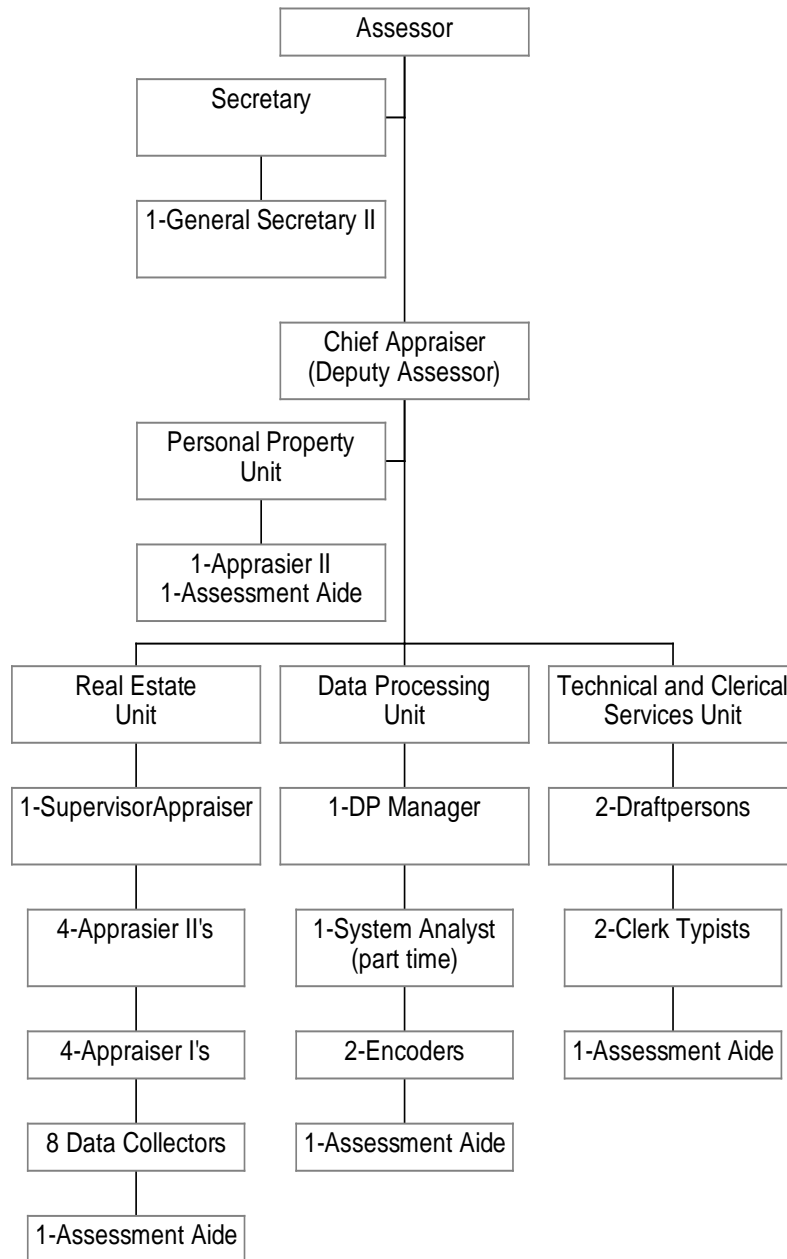 Assessor
Secretary
1-General Secretary II
Chief Appraiser
(Deputy Assessor)
Personal Property
Unit
1-Apprasier II
1-Assessment Aide
Real Estate
Unit
Data Processing
Unit
Technical and Clerical
Services Unit
1-SupervisorAppraiser
1-DP Manager
2-Draftpersons
4-Apprasier II's
1-System Analyst
(part time)
2-Clerk Typists
4-Appraiser I's
2-Encoders
1-Assessment Aide
8 Data Collectors
1-Assessment Aide
1-Assessment Aide